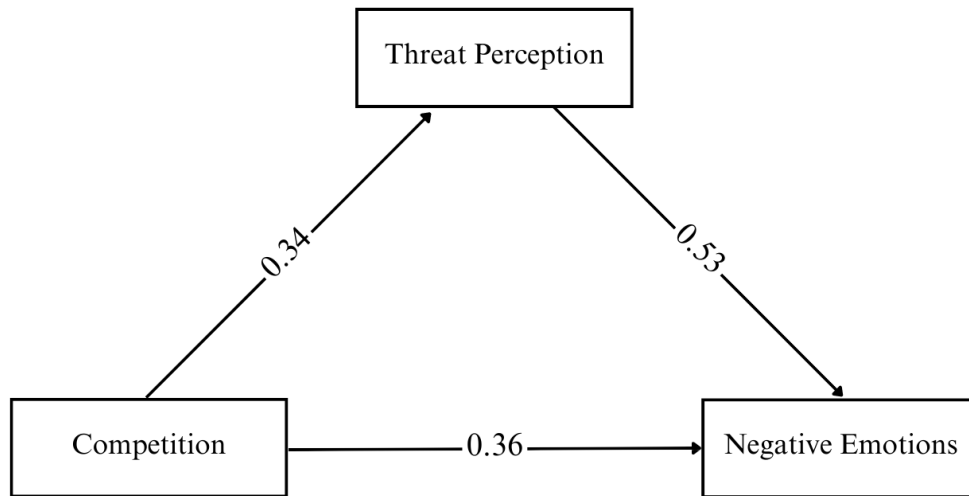 Threat Perception
0.34
0.53
Competition
0.36
Negative Emotions